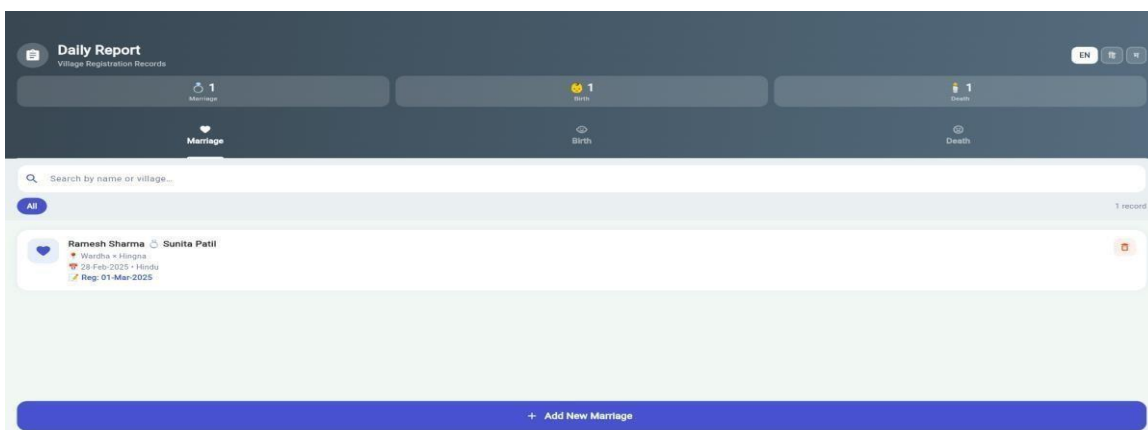 Daily Report
Village Registration Records
EN हि म
1
Marriage
1
Birth
1
Death
Marriage
Birth
Death
Search by name or village...
All
1 record
Ramesh Sharma Sunita Patil
Wardha • Hingna
28-Feb-2025 • Hindu
Reg: 01-Mar-2025
+ Add New Marriage